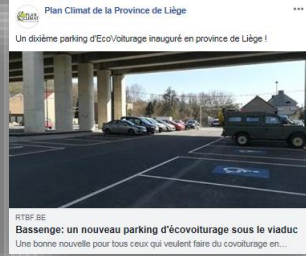 PLAN
CLIMAT
Plan Climat de la Province de Liège
Un dixième parking d'EcoVoiturage inauguré en province de Liège !
RTBF.BE
Bassenge: un nouveau parking d'écovoiturage sous le viaduc
Une bonne nouvelle pour tous ceux qui veulent faire du covoiturage en...